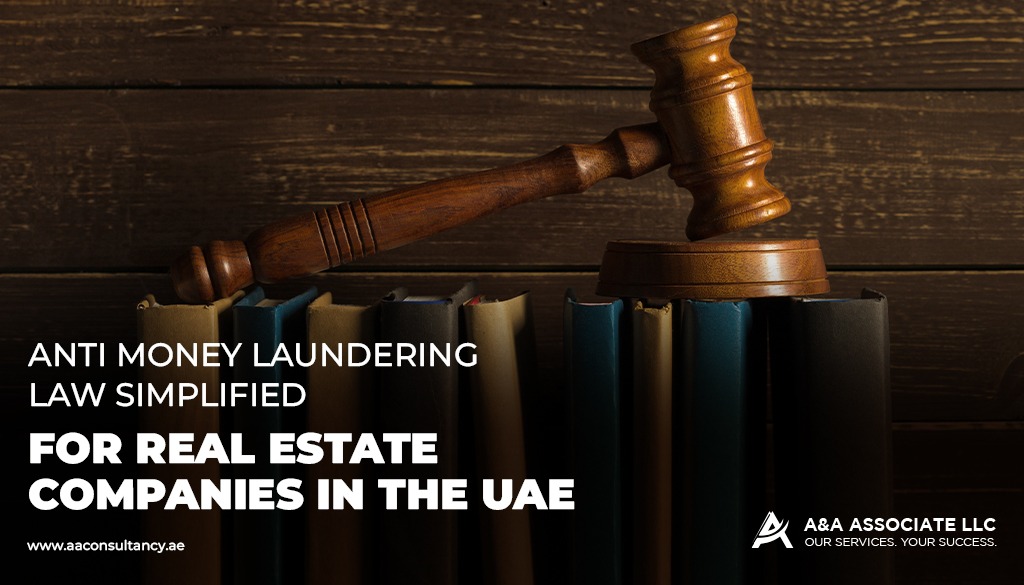 ANTI MONEY LAUNDERING
LAW SIMPLIFIED
FOR REAL ESTATE
COMPANIES IN THE UAE
www.aaconsultancy.ae
A&A ASSOCIATE LLC
OUR SERVICES. YOUR SUCCESS.